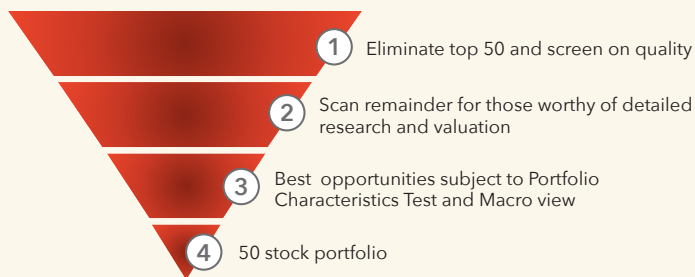 1 Eliminate top 50 and screen on quality
2 Scan remainder for those worthy of detailed
research and valuation
3 Best opportunities subject to Portfolio
Characteristics Test and Macro view
4 50 stock portfolio